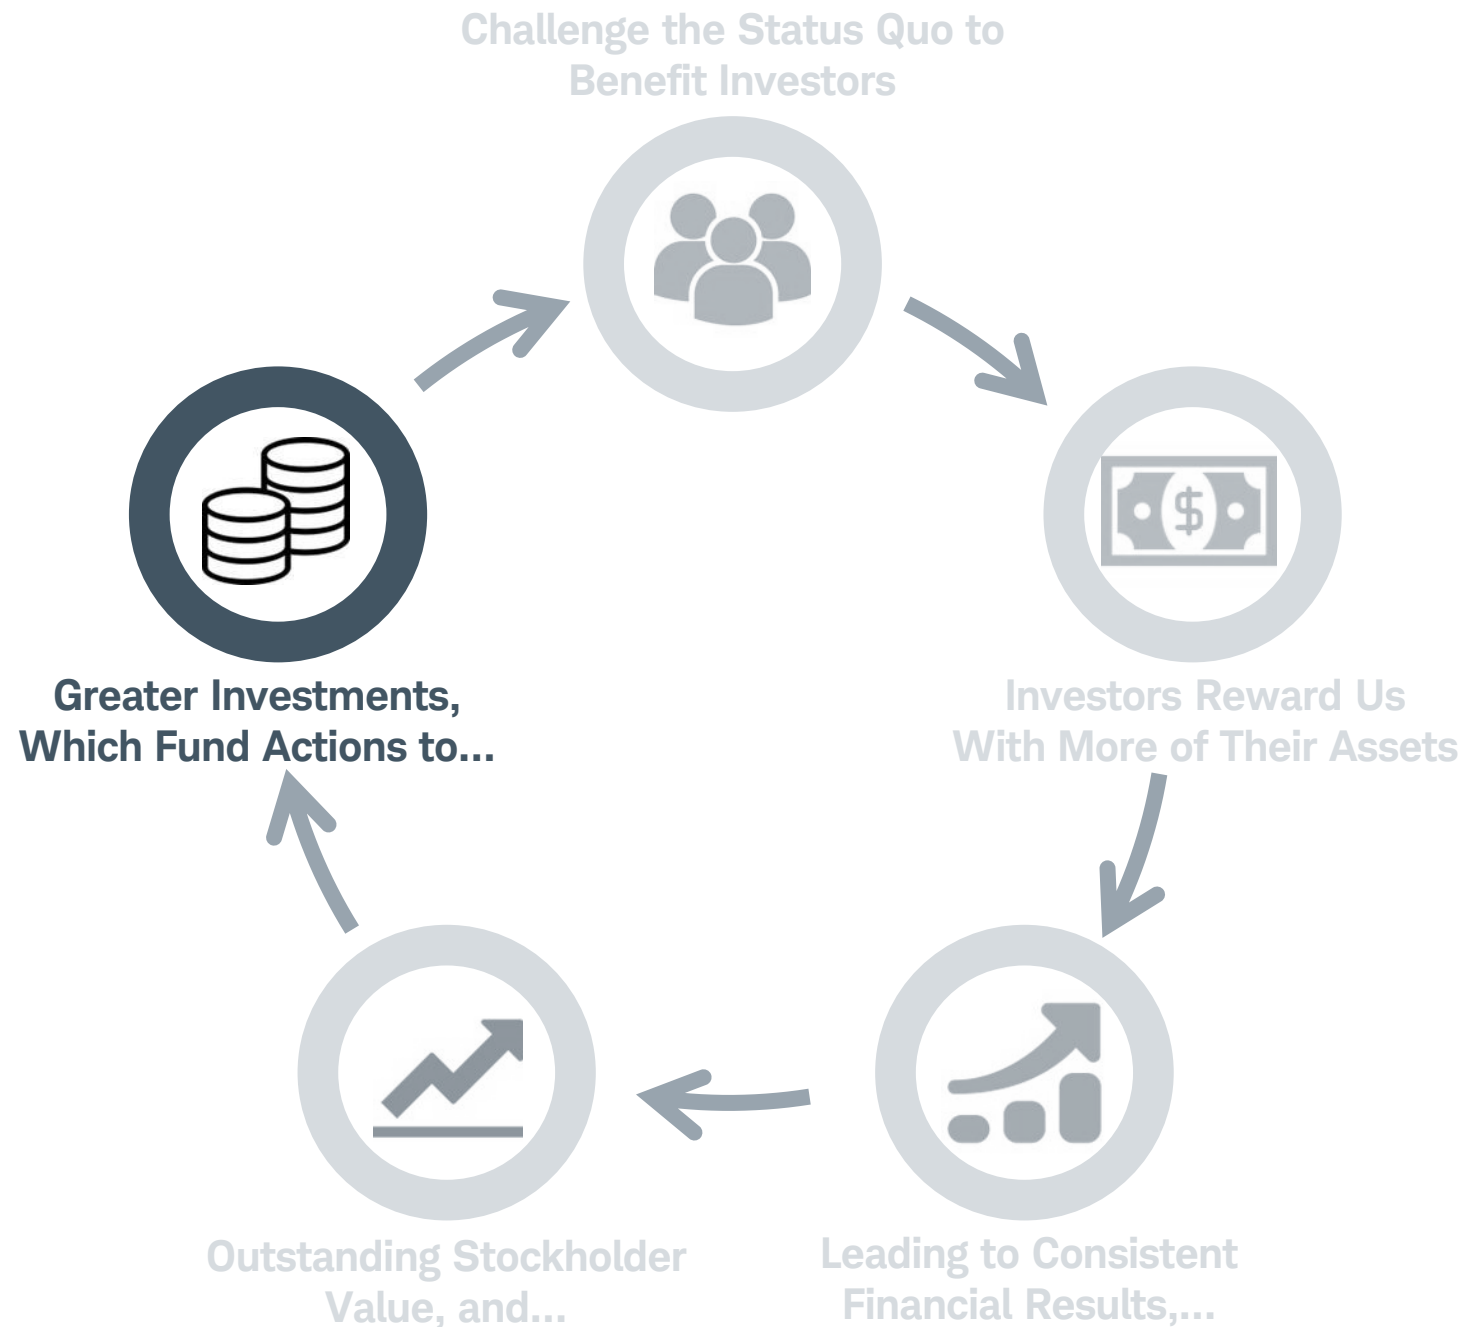 Challenge the Status Quo to
Benefit Investors
$
Greater Investments,
Which Fund Actions to...
Investors Reward Us
With More of Their Assets
Outstanding Stockholder
Value, and...
Leading to Consistent
Financial Results,...